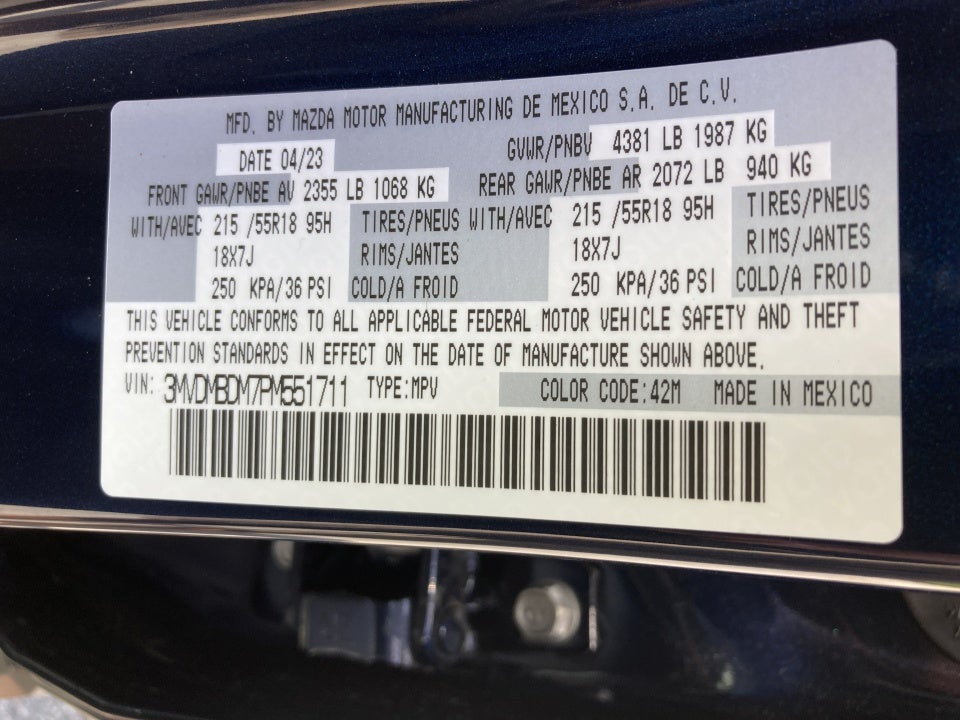 MFD. BY MAZDA MOTOR MANUFACTURING DE MEXICO S.A. DE C.V.
DATE 04/23 GVWR/PNBV 4381 LB 1987 KG
FRONT GAWR/PNBE AV 2355 LB 1068 KG REAR GAWR/PNBE AR 2072 LB 940 KG
WITH/AVEC 215 /55R18 95H TIRES/PNEUS WITH/AVEC 215 /55R18 95H TIRES/PNEUS
18X7J RIMS/JANTES 18X7J RIMS/JANTES
250 KPA/36 PSI COLD/A FROID 250 KPA/36 PSI COLD/A FROID
THIS VEHICLE CONFORMS TO ALL APPLICABLE FEDERAL MOTOR VEHICLE SAFETY AND THEFT
PREVENTION STANDARDS IN EFFECT ON THE DATE OF MANUFACTURE SHOWN ABOVE.
VIN: 3MVDMBDM7PM551711 TYPE:MPV COLOR CODE:42M MADE IN MEXICO